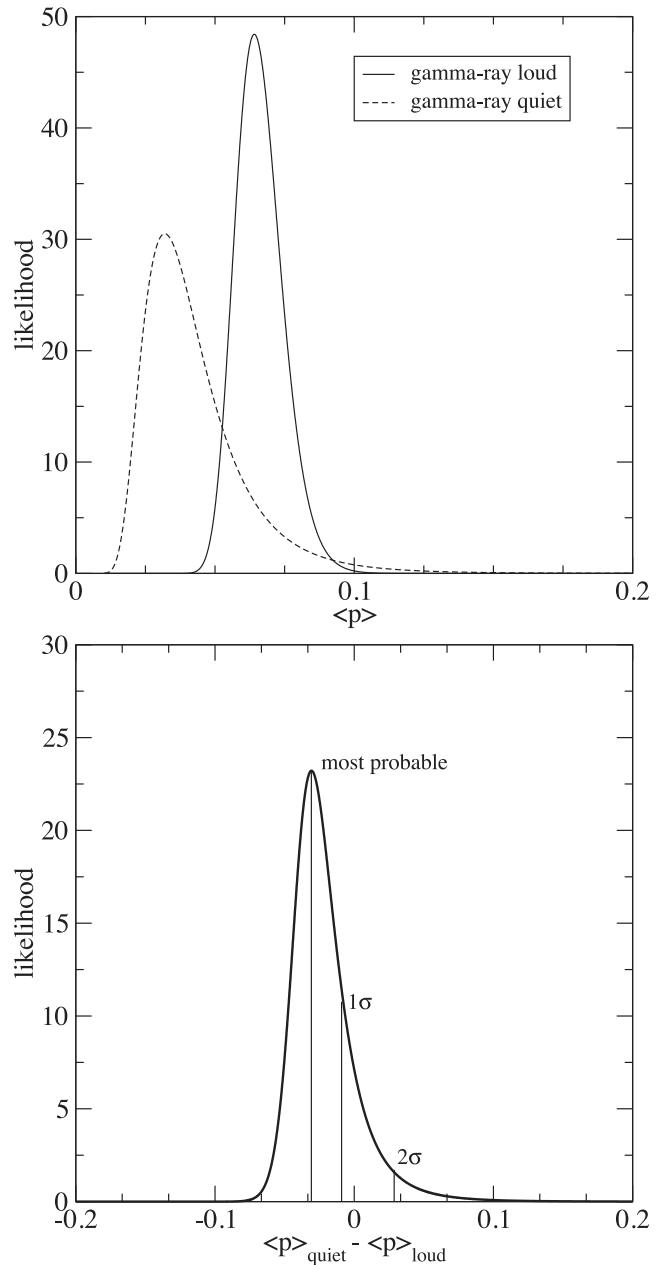 50
40
30
20
10
0
likelihood
gamma-ray loud
gamma-ray quiet
0 0.1 0.2
<p>
30
25
20
15
10
5
0
likelihood
most probable
1σ
2σ
-0.2 -0.1 0 0.1 0.2
<p>quiet - <p>loud